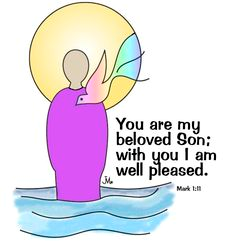 You are my
beloved Son;
with you I am
well pleased.
Mark 1:11